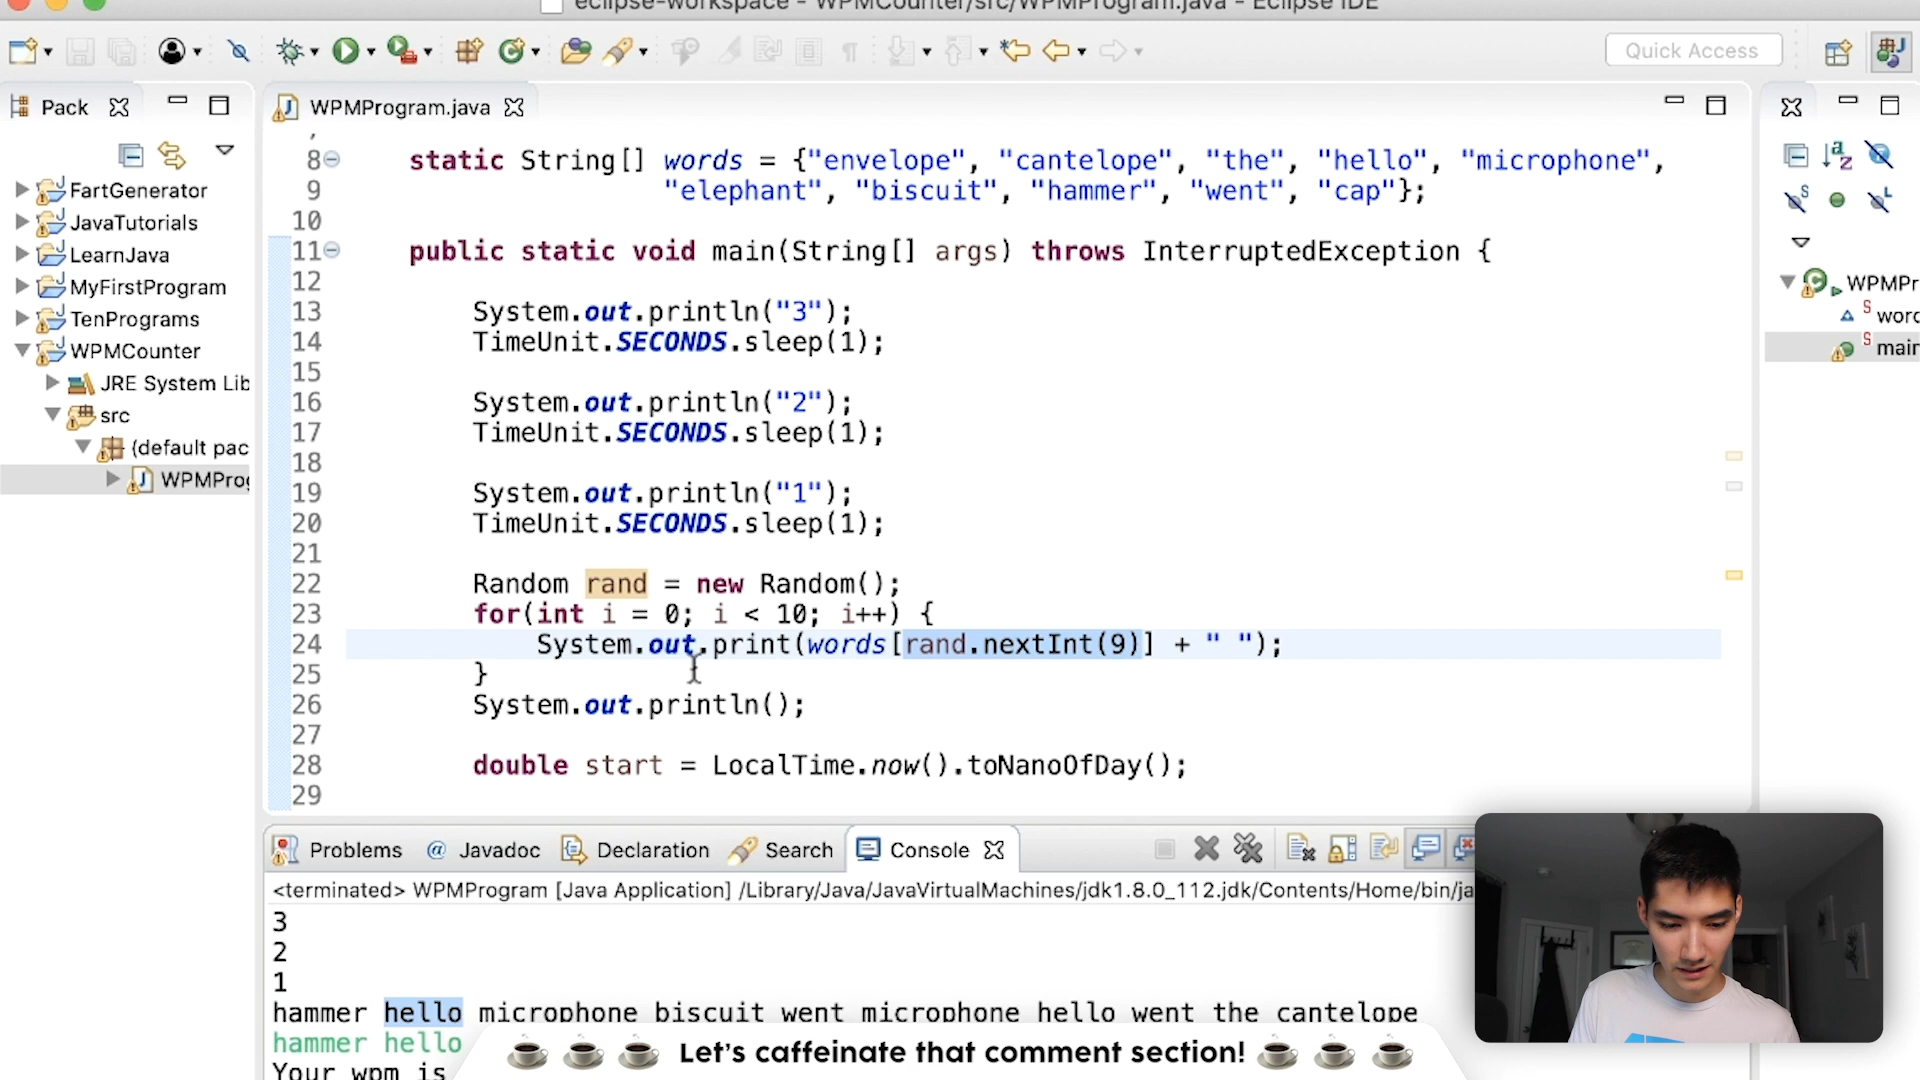 eclipse-workspace - WPMCounter/src/WPMProgram.java - Eclipse IDE
Quick Access
Pack
WPMProgram.java
FartGenerator
JavaTutorials
LearnJava
MyFirstProgram
TenPrograms
WPMCounter
JRE System Lib
src
(default pac
WPMProg
8 static String[] words = {"envelope", "cantelope", "the", "hello", "microphone",
9 "elephant", "biscuit", "hammer", "went", "cap"};
10
11 public static void main(String[] args) throws InterruptedException {
12
13 System.out.println("3");
14 TimeUnit.SECONDS.sleep(1);
15
16 System.out.println("2");
17 TimeUnit.SECONDS.sleep(1);
18
19 System.out.println("1");
20 TimeUnit.SECONDS.sleep(1);
21
22 Random rand = new Random();
23 for(int i = 0; i < 10; i++) {
24 System.out.print(words[rand.nextInt(9)] + " ");
25 }
26 System.out.println();
27
28 double start = LocalTime.now().toNanoOfDay();
29
WPMPr
word
main
Problems @ Javadoc Declaration Search Console
<terminated> WPMProgram [Java Application] /Library/Java/JavaVirtualMachines/jdk1.8.0_112.jdk/Contents/Home/bin/ja
3
2
1
hammer hello microphone biscuit went microphone hello went the cantelope
hammer hello
Your wpm is
Let's caffeinate that comment section!